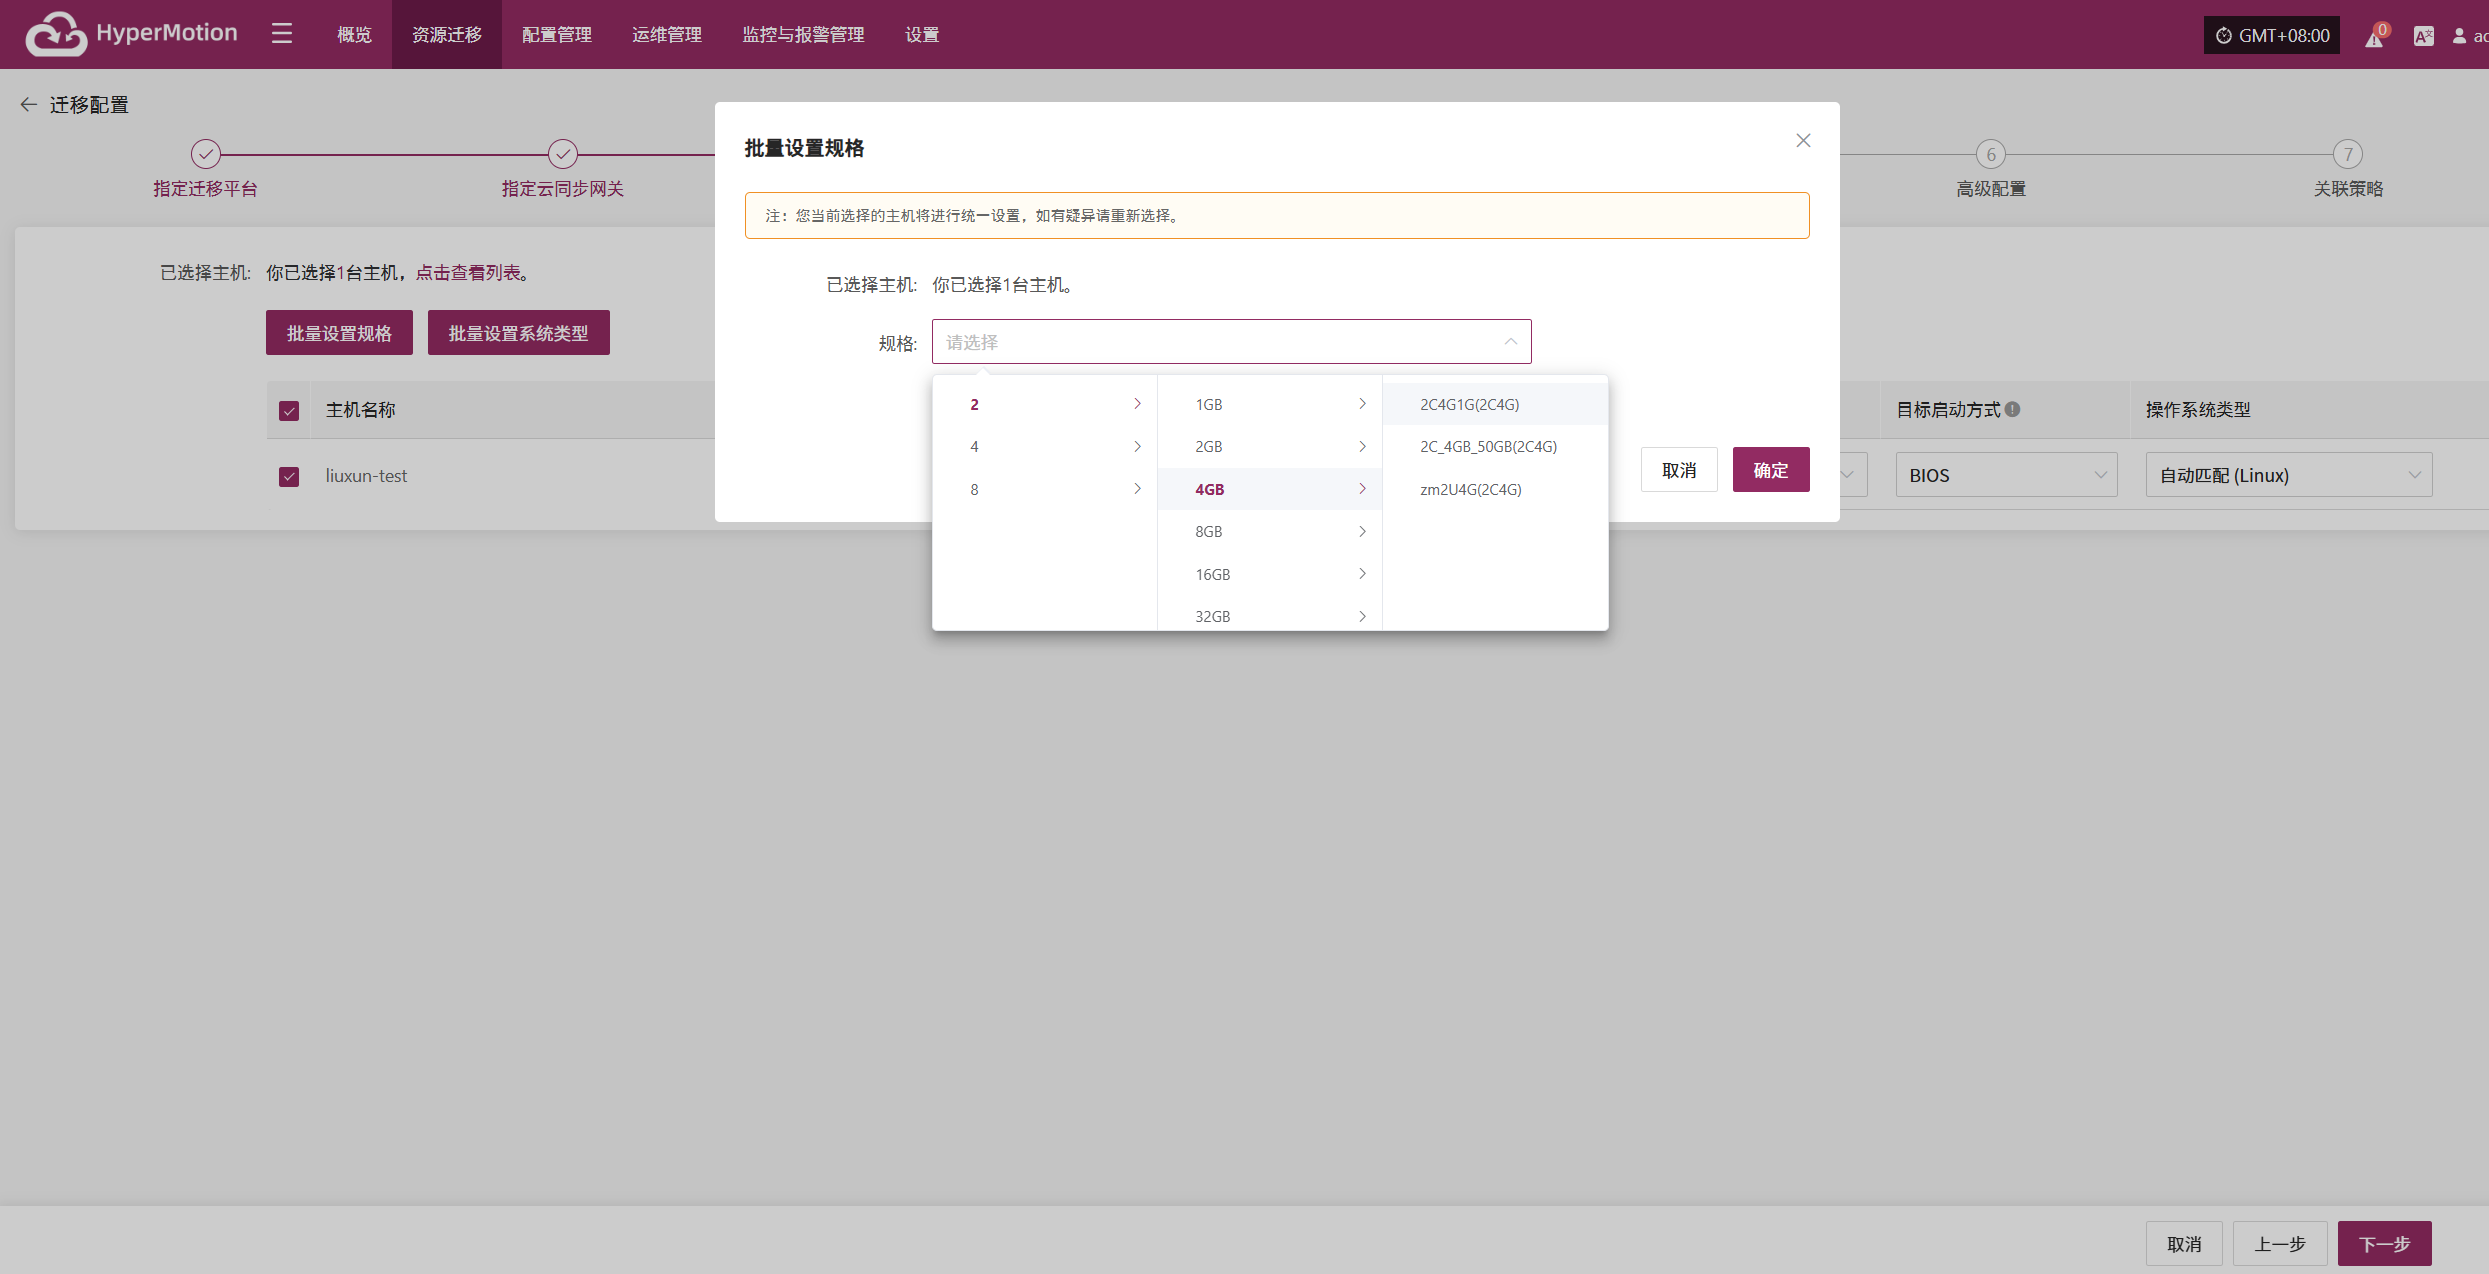 HyperMotion
概览
资源迁移
配置管理
运维管理
监控与报警管理
设置
GMT+08:00
0
迁移配置
指定迁移平台
指定云同步网关
6
高级配置
7
关联策略
已选择主机: 你已选择1台主机，点击查看列表。
批量设置规格
批量设置系统类型
主机名称
目标启动方式
操作系统类型
liuxun-test
BIOS
自动匹配 (Linux)
批量设置规格
注：您当前选择的主机将进行统一设置，如有疑异请重新选择。
已选择主机: 你已选择1台主机。
规格: 请选择
2
4
8
1GB
2GB
4GB
8GB
16GB
32GB
2C4G1G(2C4G)
2C_4GB_50GB(2C4G)
zm2U4G(2C4G)
取消
确定
取消
上一步
下一步